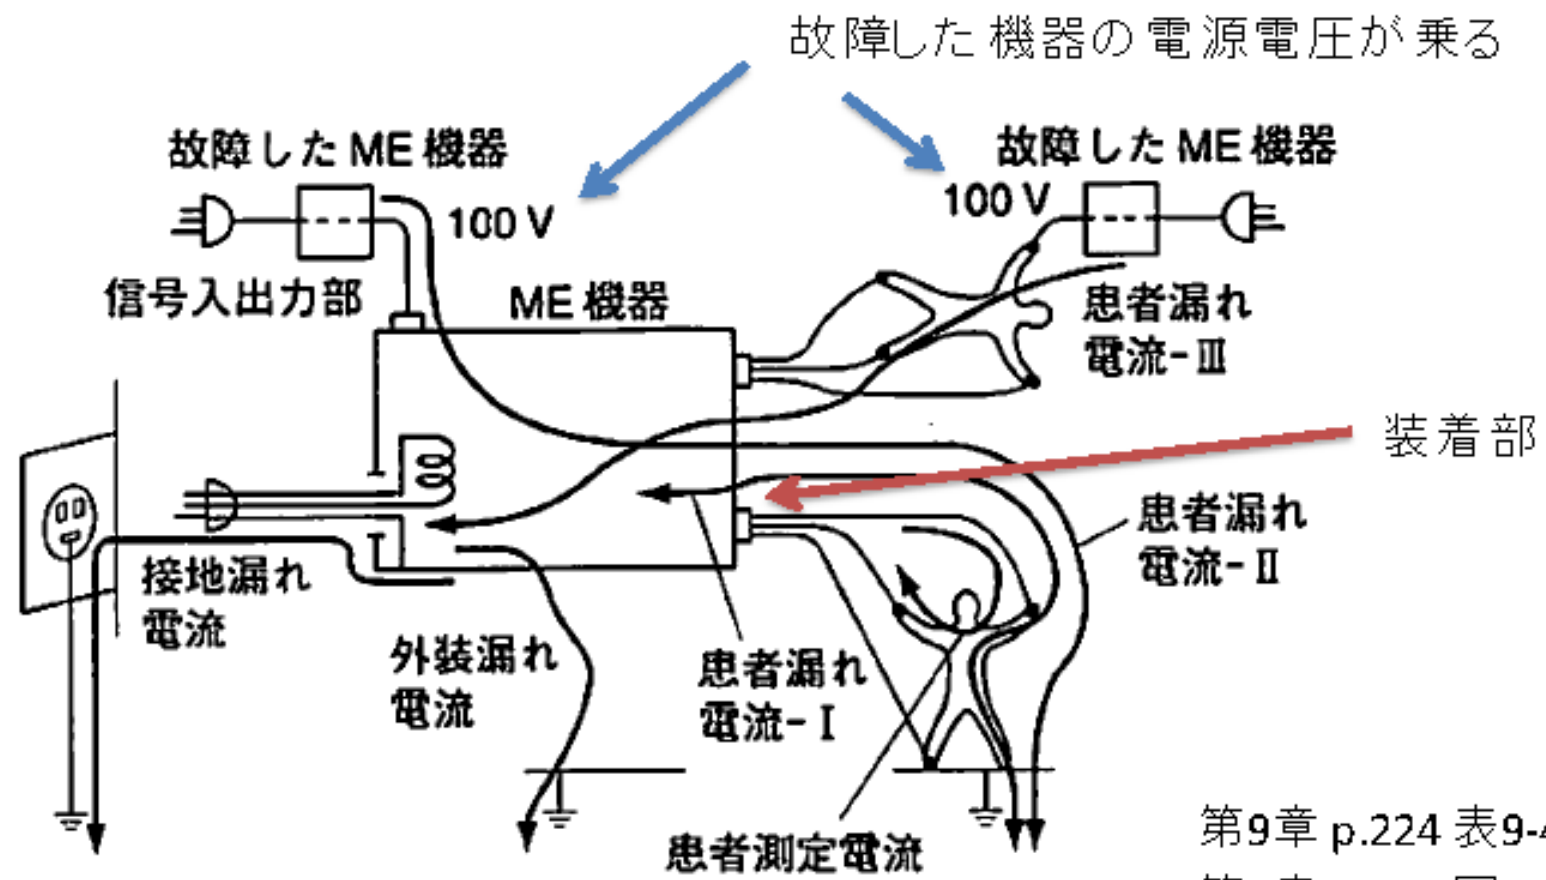 故障した機器の電源電圧が乗る
故障した ME 機器
故障した ME 機器
100 V
100 V
信号入出力部
ME 機器
患者漏れ
電流-Ⅲ
装着部
患者漏れ
電流-Ⅱ
接地漏れ
電流
外装漏れ
電流
患者漏れ
電流-Ⅰ
患者測定電流
第9章 p.224 表9-4